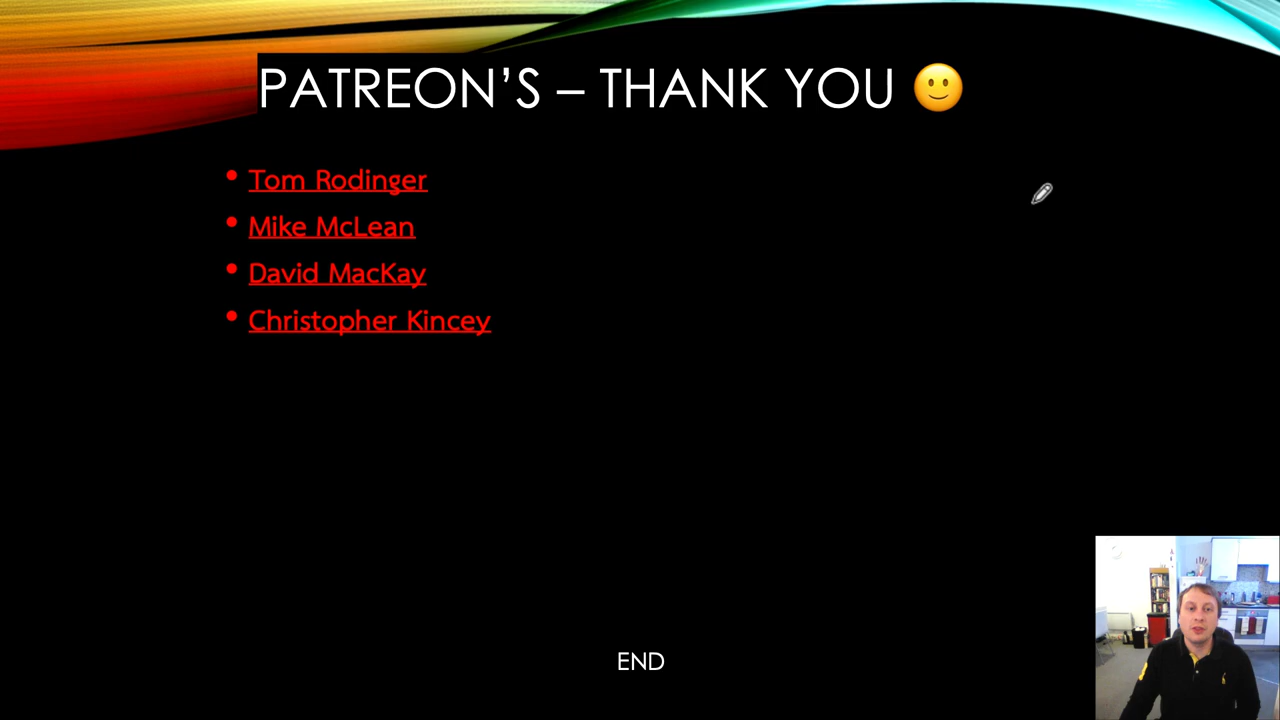 PATREON’S – THANK YOU 🙂
• Tom Rodinger
• Mike McLean
• David MacKay
• Christopher Kincey
END